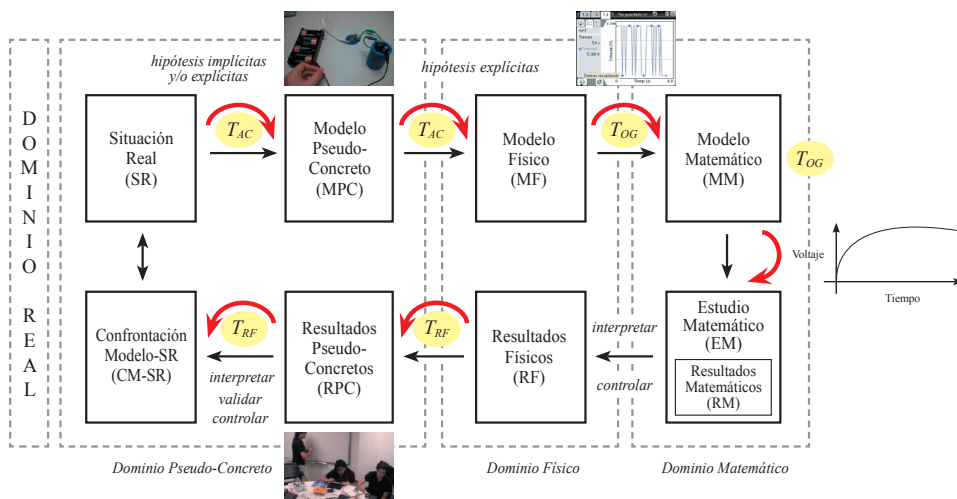 DOMINIO REAL
hipótesis implícitas
y/o explícitas
hipótesis explícitas
Situación
Real
(SR)
T_AC
Modelo
Pseudo-
Concreto
(MPC)
T_AC
Modelo
Físico
(MF)
T_OG
Modelo
Matemático
(MM)
T_OG
Voltaje
Tiempo
Confrontación
Modelo-SR
(CM-SR)
T_RF
interpretar
validar
controlar
Resultados
Pseudo-
Concretos
(RPC)
T_RF
Resultados
Físicos
(RF)
interpretar
controlar
Estudio
Matemático
(EM)
Resultados
Matemáticos
(RM)
Dominio Pseudo-Concreto
Dominio Físico
Dominio Matemático